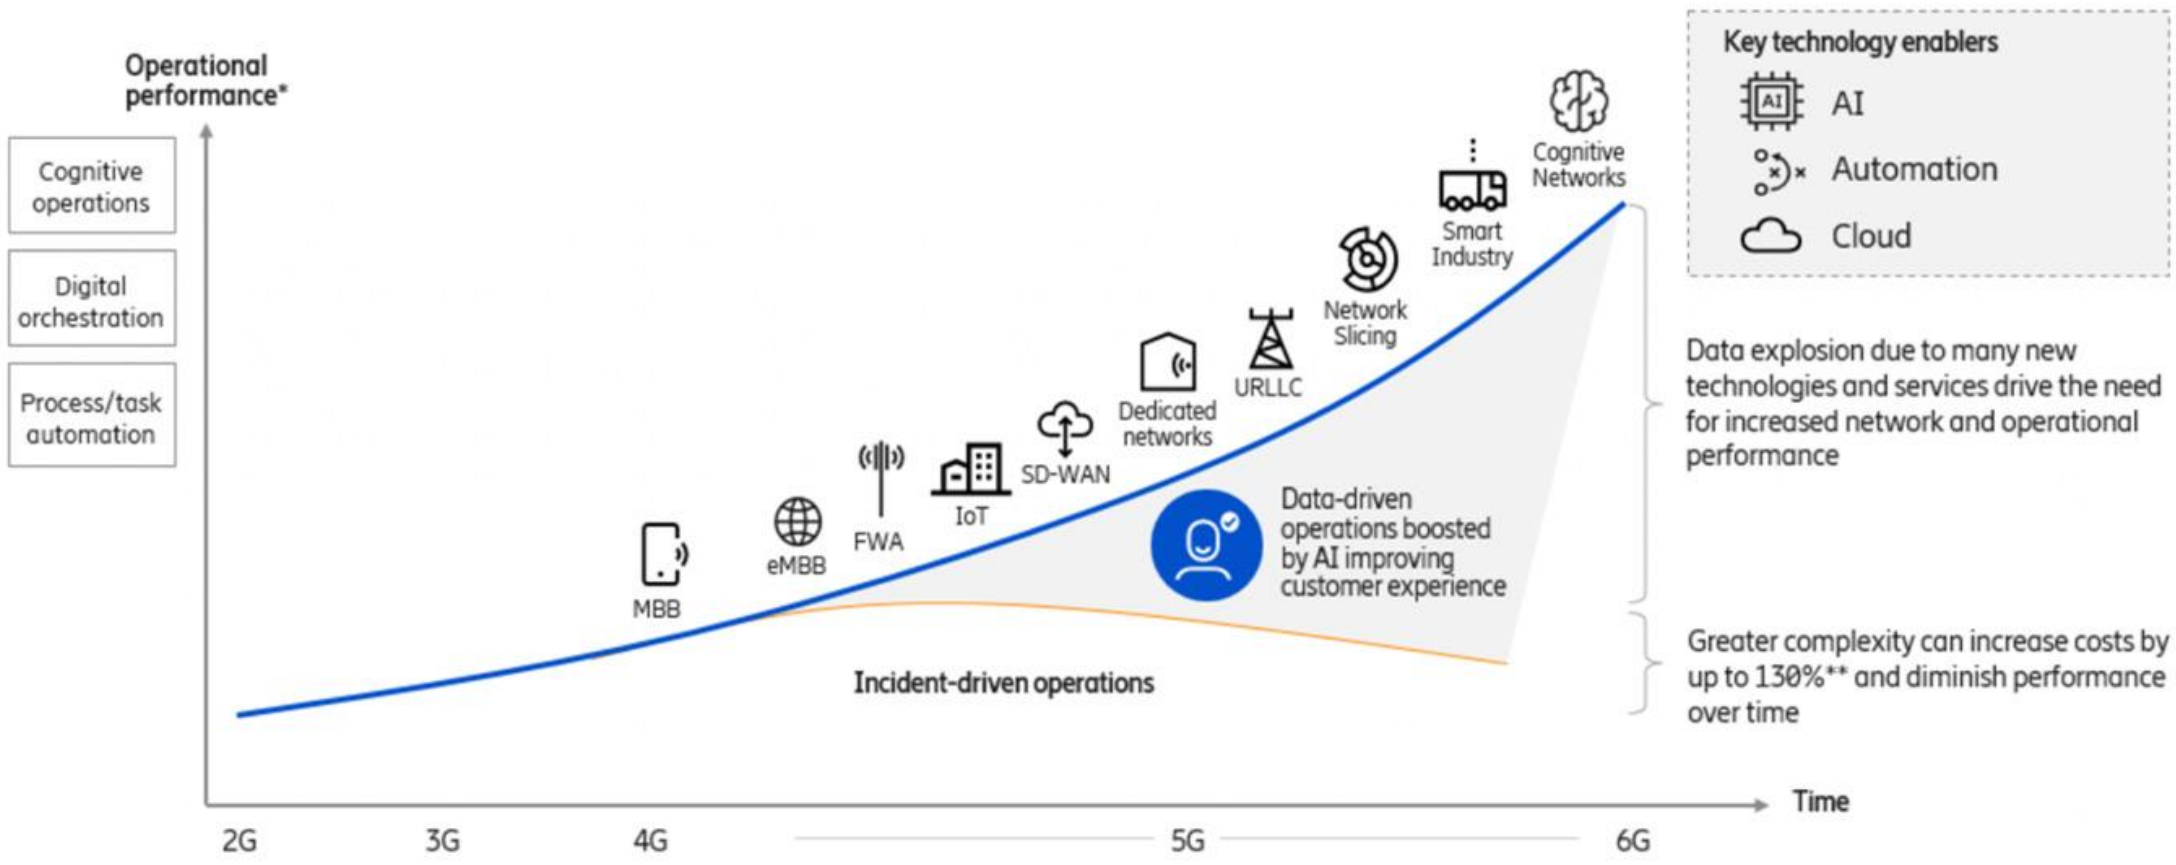 Operational
performance*
Cognitive
operations
Digital
orchestration
Process/task
automation
MBB
eMBB
FWA
IoT
SD-WAN
Dedicated
networks
URLLC
Network
Slicing
Smart
Industry
Cognitive
Networks
Data-driven
operations boosted
by AI improving
customer experience
Incident-driven operations
Key technology enablers
AI
AI
Automation
Cloud
Data explosion due to many new
technologies and services drive the need
for increased network and operational
performance
Greater complexity can increase costs by
up to 130%** and diminish performance
over time
Time
2G
3G
4G
5G
6G